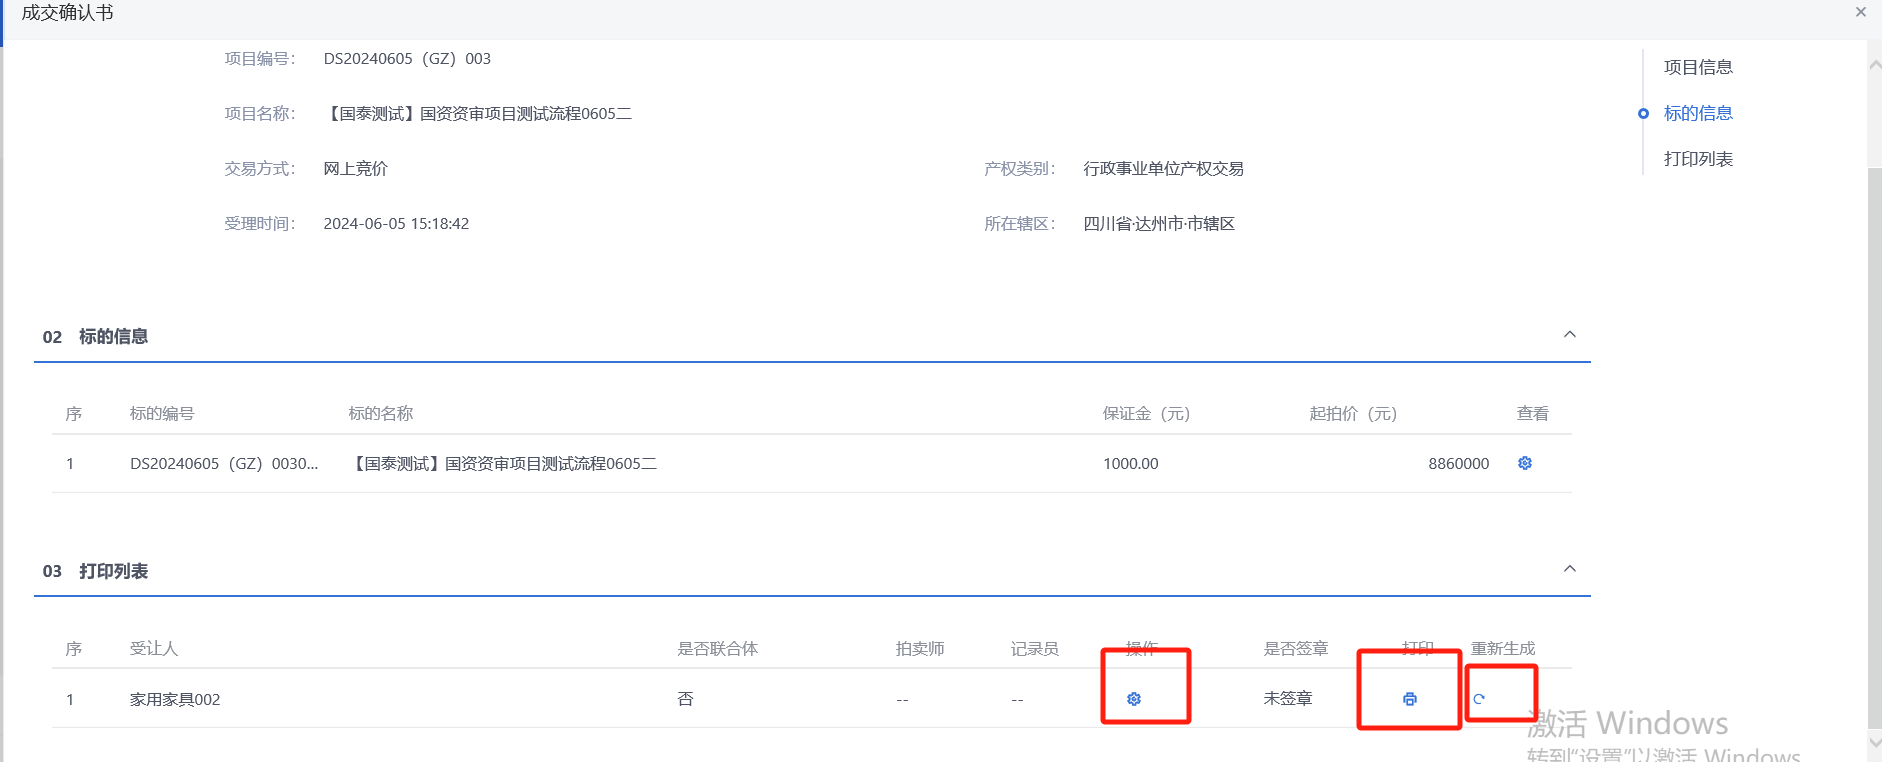 成交确认书
项目编号： DS20240605（GZ）003
项目信息
项目名称： 【国泰测试】国资资审项目测试流程0605二
标的信息
打印列表
交易方式： 网上竞价 产权类别： 行政事业单位产权交易
受理时间： 2024-06-05 15:18:42 所在辖区： 四川省·达州市·市辖区
02 标的信息
序 标的编号 标的名称 保证金（元） 起拍价（元） 查看
1 DS20240605（GZ）0030... 【国泰测试】国资资审项目测试流程0605二 1000.00 8860000
03 打印列表
序 受让人 是否联合体 拍卖师 记录员 操作 是否签章 打印 重新生成
1 家用家具002 否 -- -- 未签章
激活 Windows
转到“设置”以激活 Windows